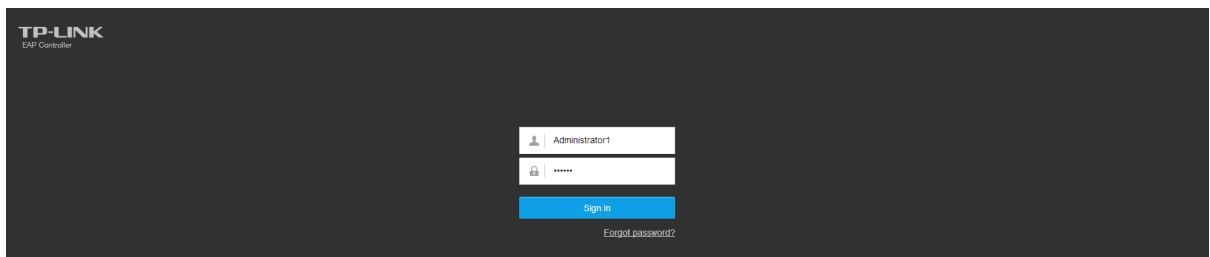 TP-LINK
EAP Controller
Administrator1
••••••
Sign In
Forgot password?